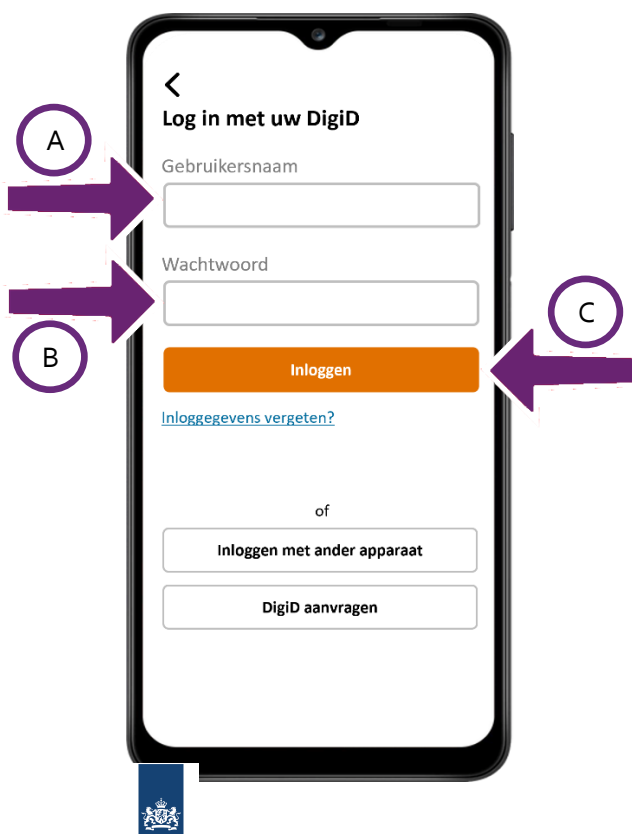 Log in met uw DigiD
A
Gebruikersnaam
Wachtwoord
B
C
Inloggen
Inloggegevens vergeten?
of
Inloggen met ander apparaat
DigiD aanvragen